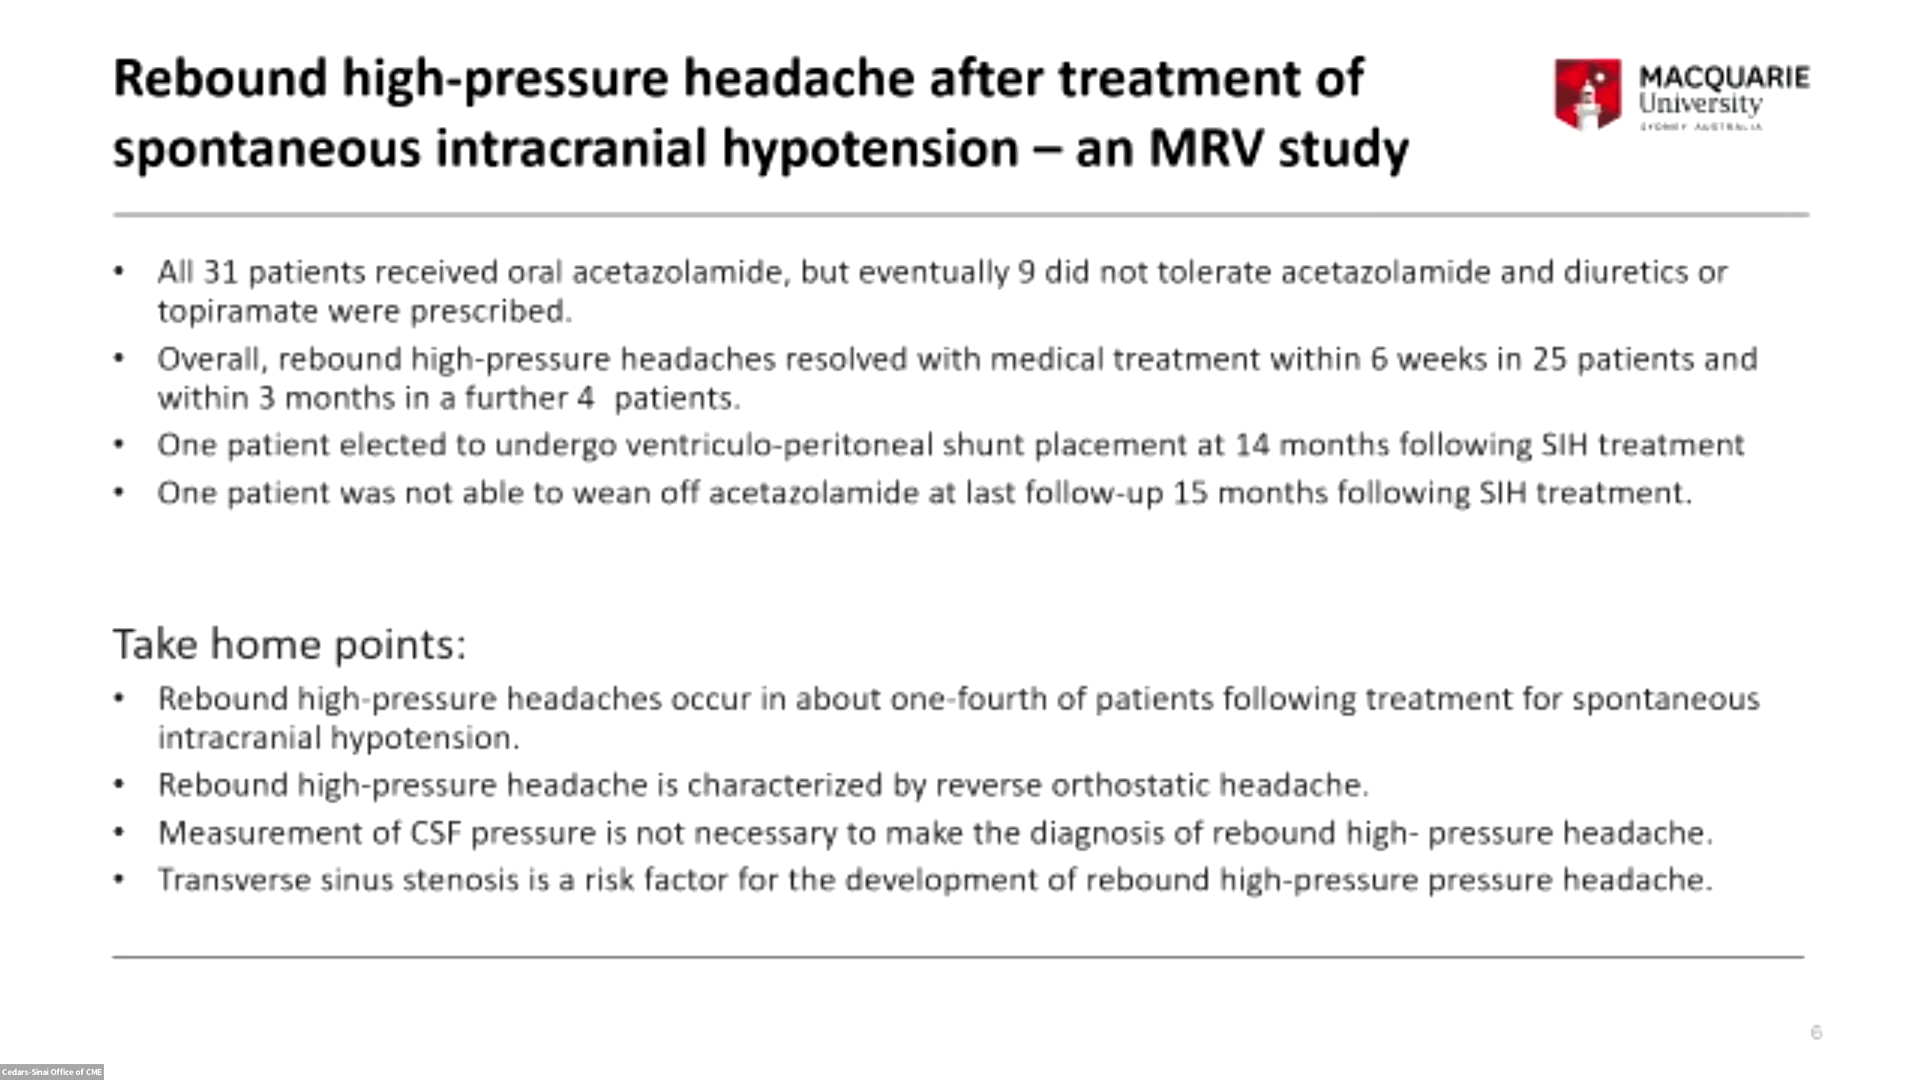 Rebound high-pressure headache after treatment of
spontaneous intracranial hypotension – an MRV study
MACQUARIE
University
SYDNEY AUSTRALIA
• All 31 patients received oral acetazolamide, but eventually 9 did not tolerate acetazolamide and diuretics or
topiramate were prescribed.
• Overall, rebound high-pressure headaches resolved with medical treatment within 6 weeks in 25 patients and
within 3 months in a further 4  patients.
• One patient elected to undergo ventriculo-peritoneal shunt placement at 14 months following SIH treatment
• One patient was not able to wean off acetazolamide at last follow-up 15 months following SIH treatment.
Take home points:
• Rebound high-pressure headaches occur in about one-fourth of patients following treatment for spontaneous
intracranial hypotension.
• Rebound high-pressure headache is characterized by reverse orthostatic headache.
• Measurement of CSF pressure is not necessary to make the diagnosis of rebound high- pressure headache.
• Transverse sinus stenosis is a risk factor for the development of rebound high-pressure pressure headache.
6
Cedars-Sinai Office of CME